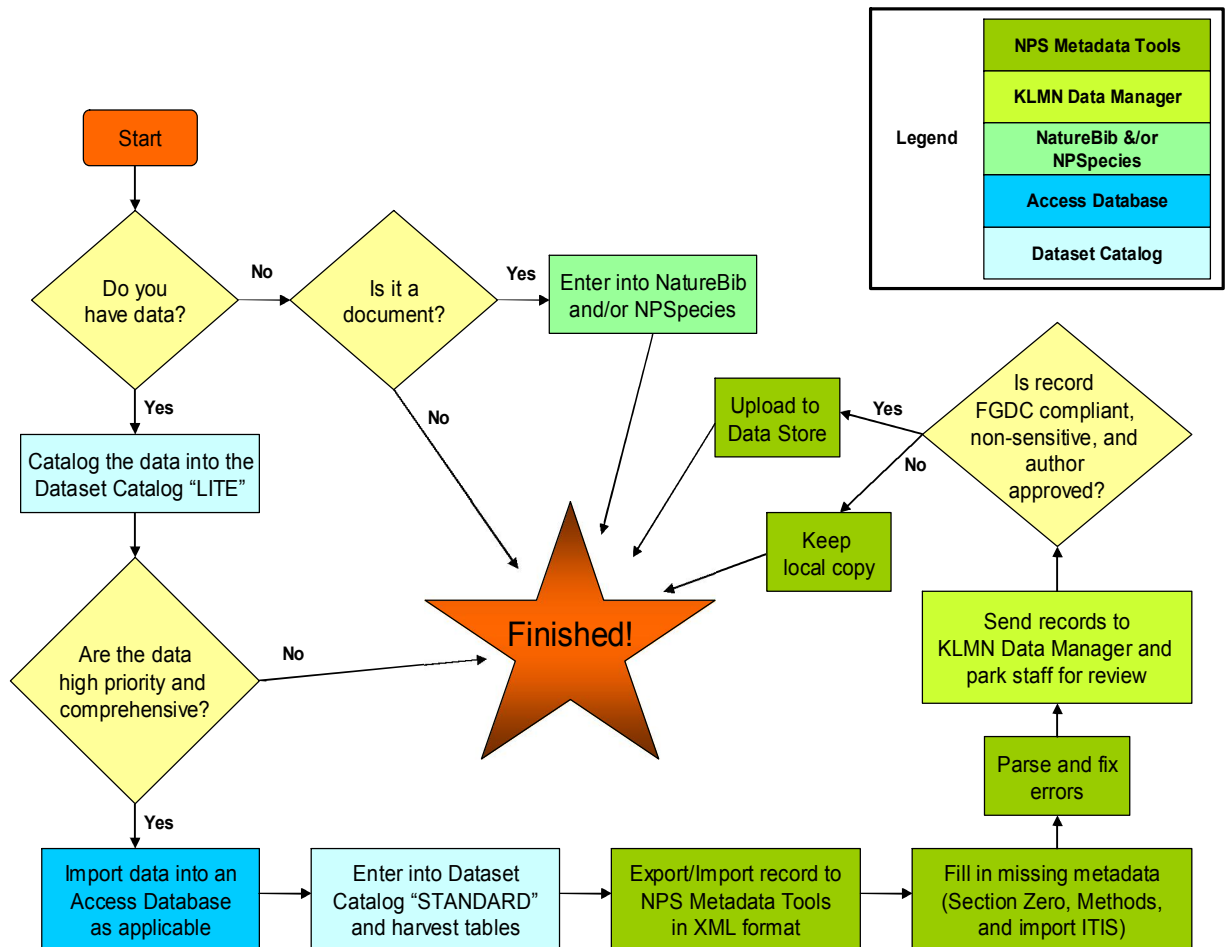 NPS Metadata Tools
KLMN Data Manager
Legend
NatureBib &/or
NPSpecies
Access Database
Dataset Catalog
Start
Do you
have data?
No
Is it a
document?
Yes
Enter into NatureBib
and/or NPSpecies
No
Yes
Catalog the data into the
Dataset Catalog “LITE”
Are the data
high priority and
comprehensive?
No
Finished!
Upload to
Data Store
Yes
No
Keep
local copy
Is record
FGDC compliant,
non-sensitive, and
author
approved?
Send records to
KLMN Data Manager and
park staff for review
Parse and fix
errors
Yes
Import data into an
Access Database
as applicable
Enter into Dataset
Catalog “STANDARD”
and harvest tables
Export/Import record to
NPS Metadata Tools
in XML format
Fill in missing metadata
(Section Zero, Methods,
and import ITIS)